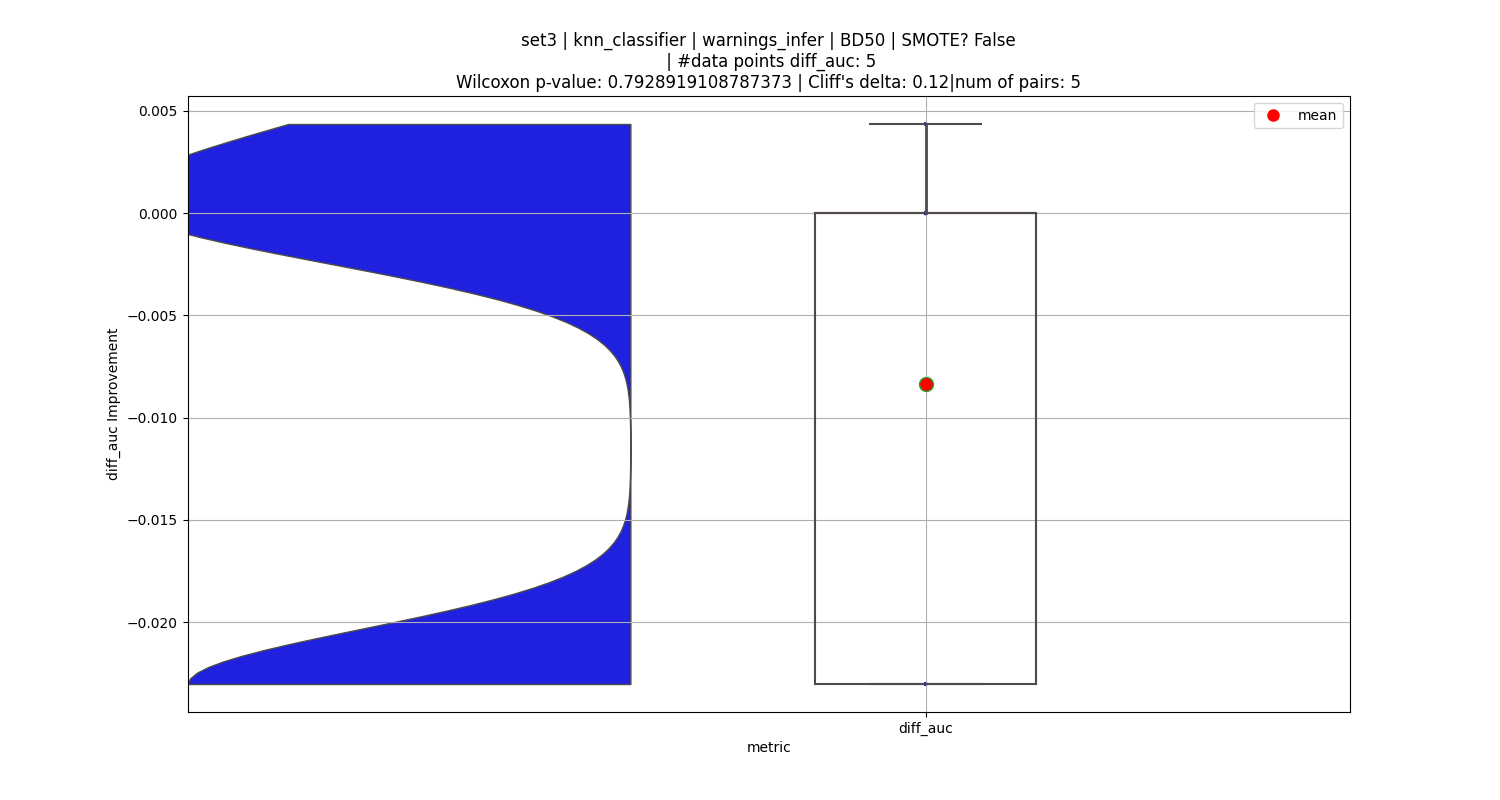 set3 | knn_classifier | warnings_infer | BD50 | SMOTE? False
| #data points diff_auc: 5
Wilcoxon p-value: 0.7928919108787373 | Cliff's delta: 0.12|num of pairs: 5
mean
0.005
0.000
−0.005
−0.010
−0.015
−0.020
diff_auc Improvement
diff_auc
metric